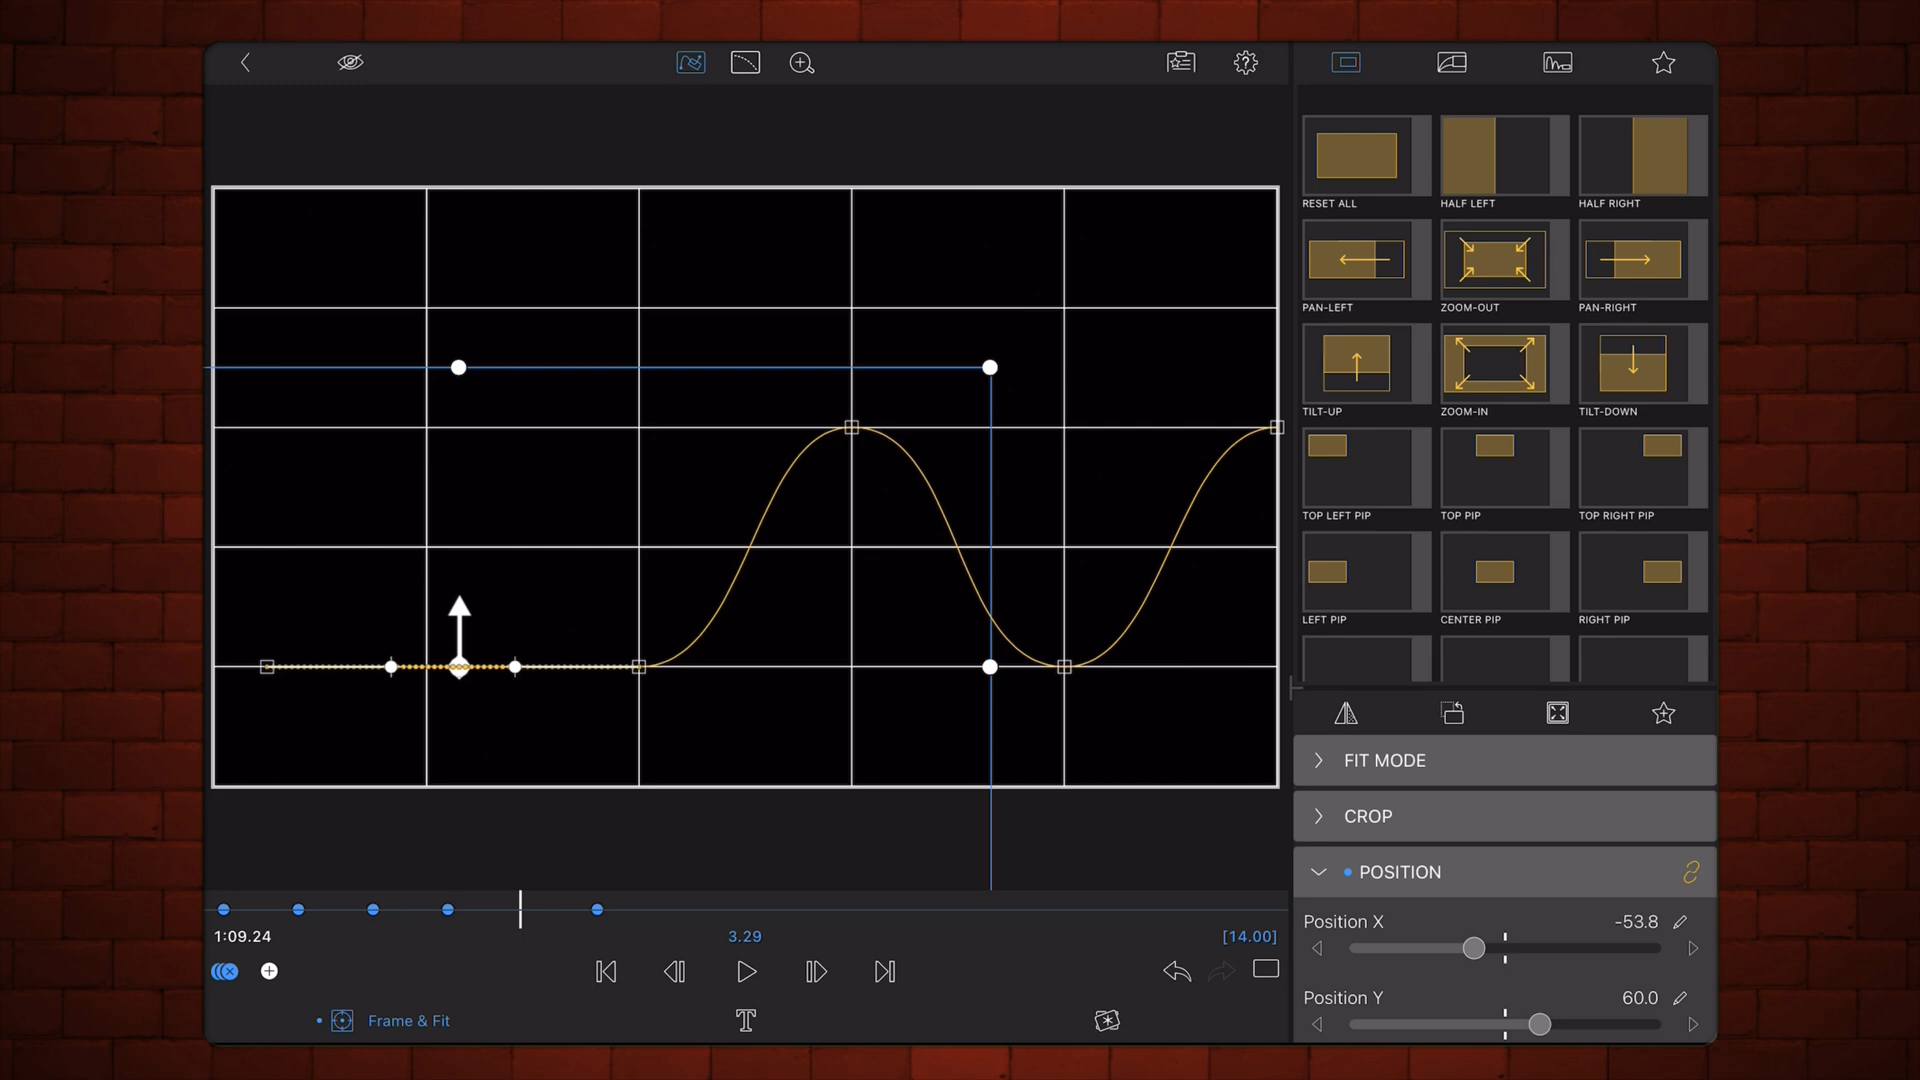 RESET ALL
HALF LEFT
HALF RIGHT
PAN-LEFT
ZOOM-OUT
PAN-RIGHT
TILT-UP
ZOOM-IN
TILT-DOWN
TOP LEFT PIP
TOP PIP
TOP RIGHT PIP
LEFT PIP
CENTER PIP
RIGHT PIP
FIT MODE
CROP
POSITION
Position X
-53.8
Position Y
60.0
1:09.24
3.29
[14.00]
Frame & Fit